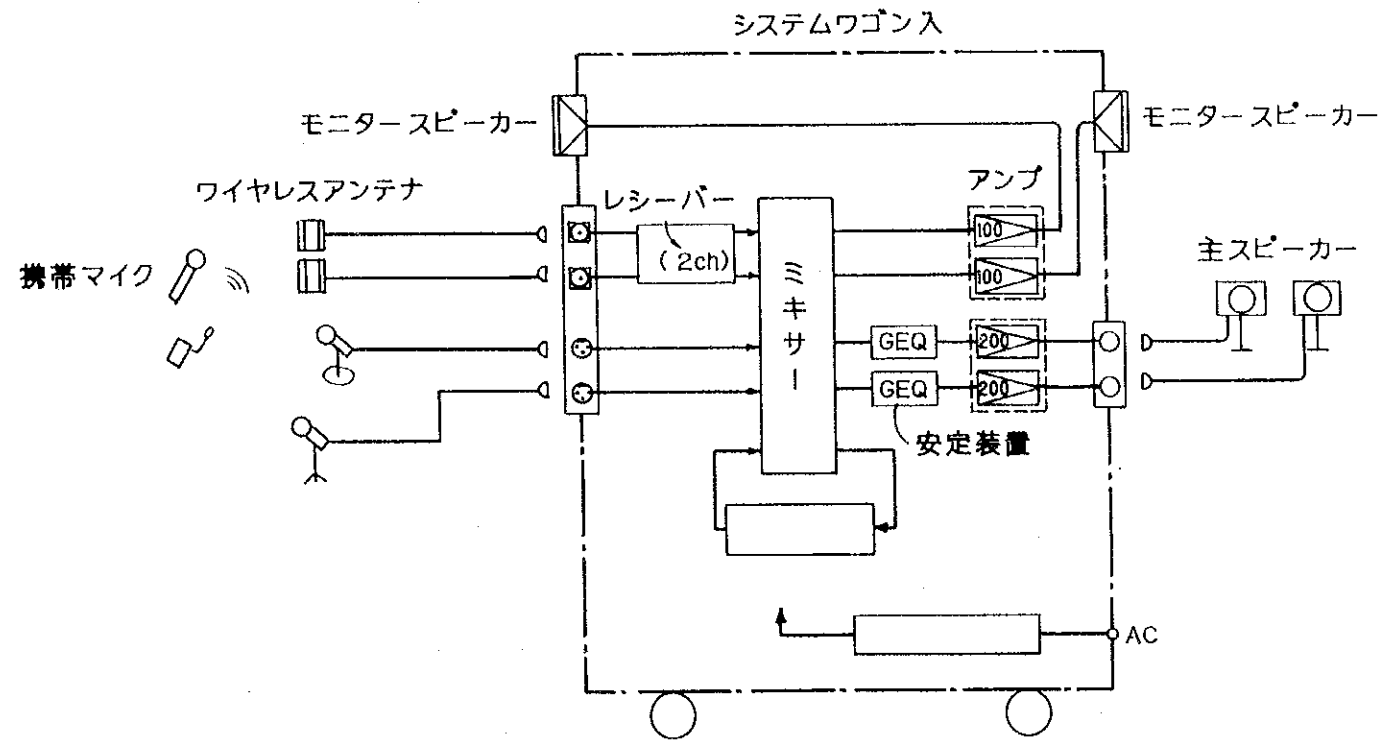 システムワゴン入
モニタースピーカー
モニタースピーカー
ワイヤレスアンテナ
レシーバー
アンプ
100
(2ch)
主スピーカー
携帯マイク
100
ミキサー
GEQ
200
GEQ
200
安定装置
AC